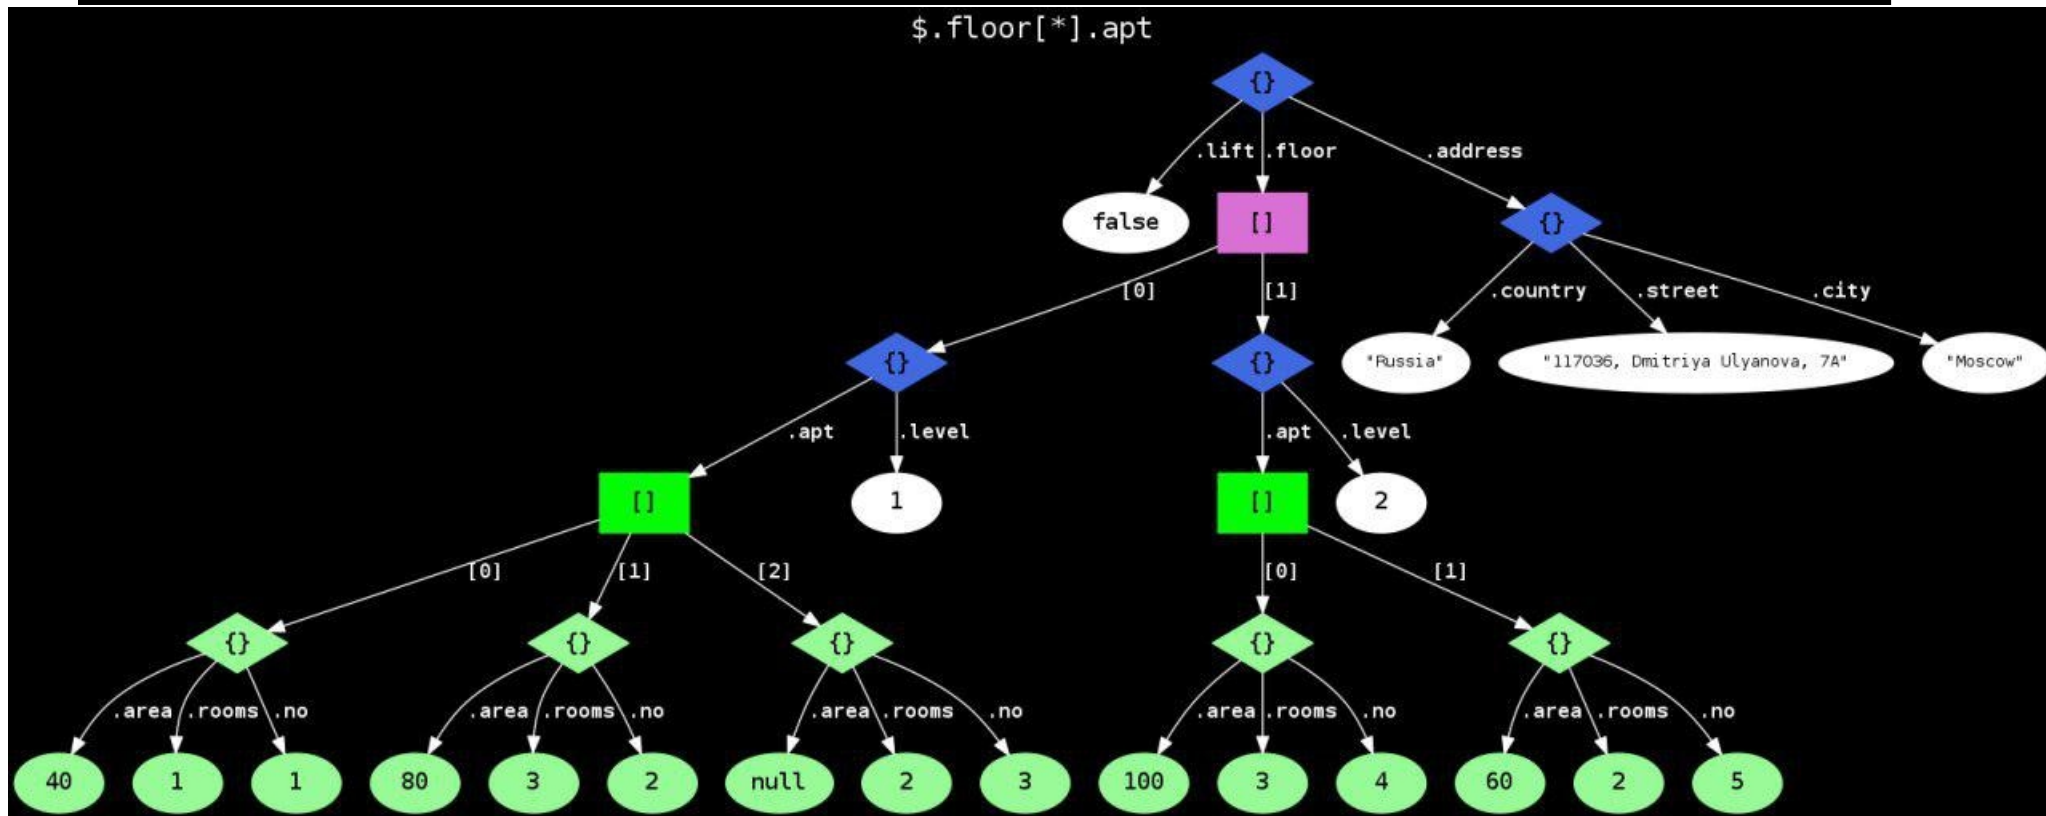 $.floor[*].apt
{}
.lift .floor .address
false [] {}
[0] [1] .country .street .city
{} {} "Russia" "117036, Dmitriya Ulyanova, 7A" "Moscow"
.apt .level .apt .level
[] 1 [] 2
[0] [1] [2] [0] [1]
{} {} {} {} {}
.area .rooms .no .area .rooms .no .area .rooms .no .area .rooms .no .area .rooms .no
40 1 1 80 3 2 null 2 3 100 3 4 60 2 5